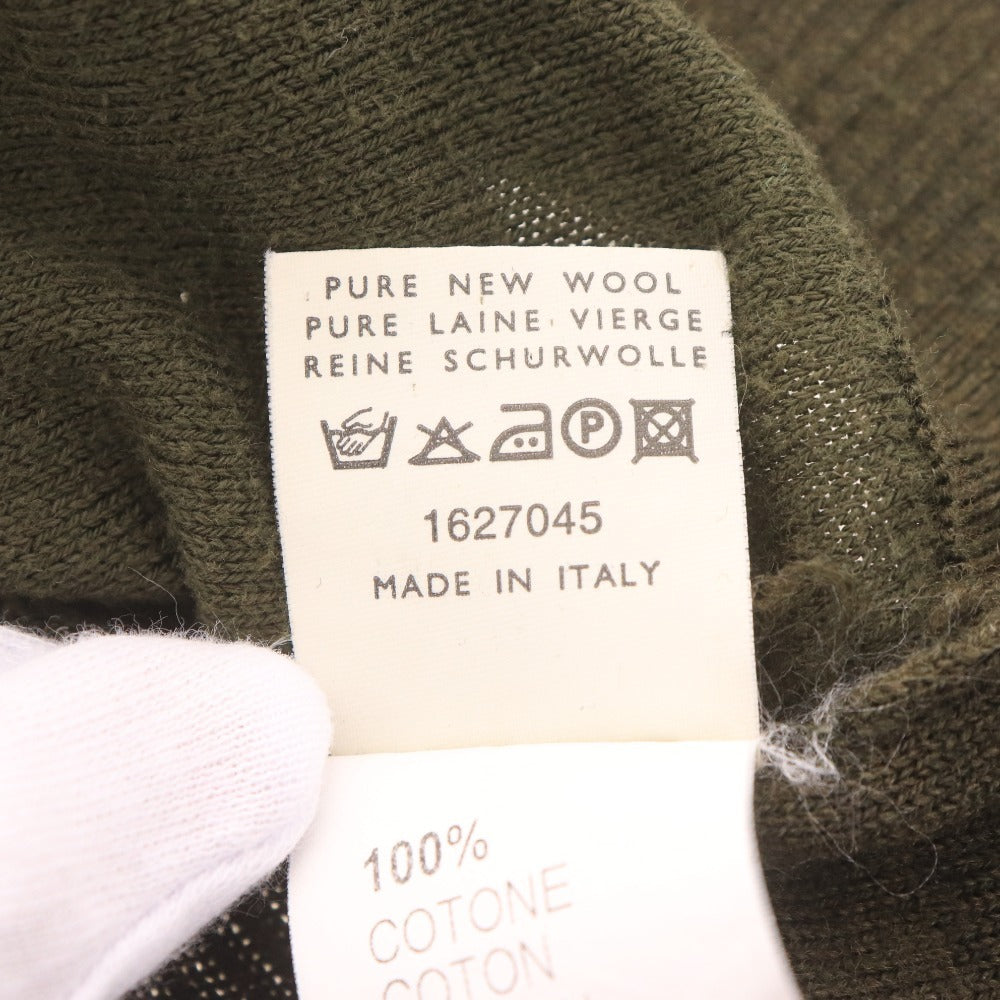 PURE NEW WOOL
PURE LAINE VIERGE
REINE SCHURWOLLE
P
1627045
MADE IN ITALY
100%
COTONE
COTON